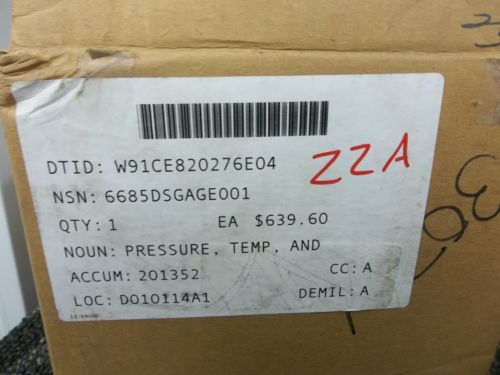 DTID: W91CE820276E04
ZZA
NSN: 6685DSGAGE001
QTY: 1 EA $639.60
NOUN: PRESSURE, TEMP, AND
ACCUM: 201352 CC: A
LOC: D010114A1 DEMIL: A